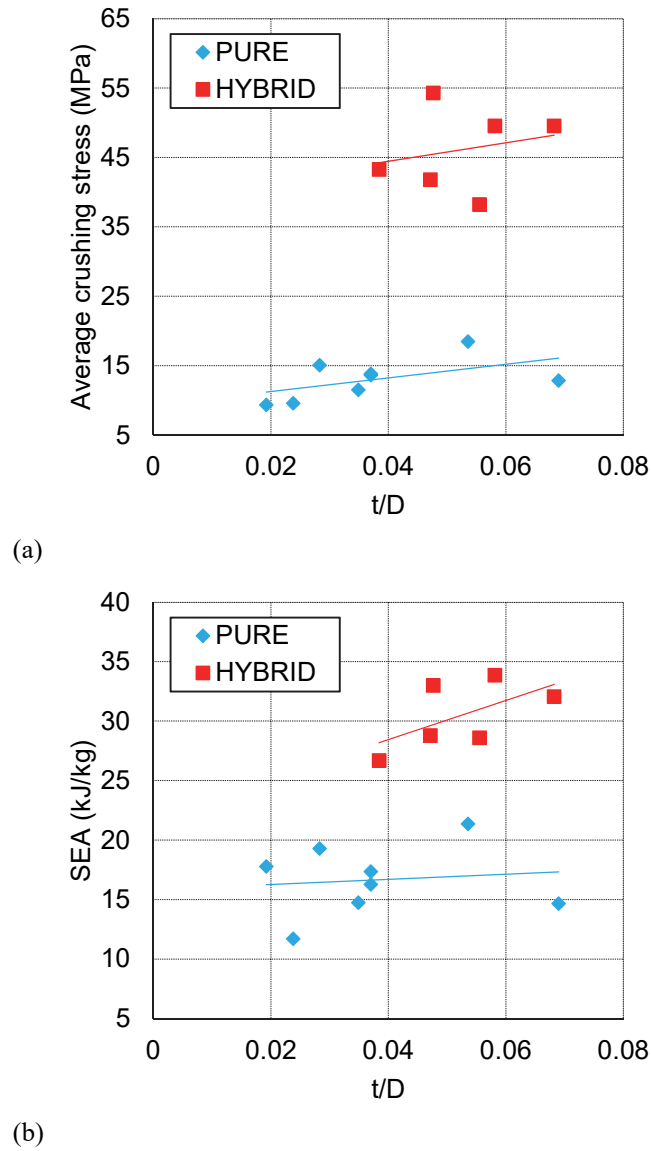 65
55
45
35
25
15
5
Average crushing stress (MPa)
PURE
HYBRID
0 0.02 0.04 0.06 0.08
t/D
(a)
40
35
30
25
20
15
10
5
SEA (kJ/kg)
PURE
HYBRID
0 0.02 0.04 0.06 0.08
t/D
(b)